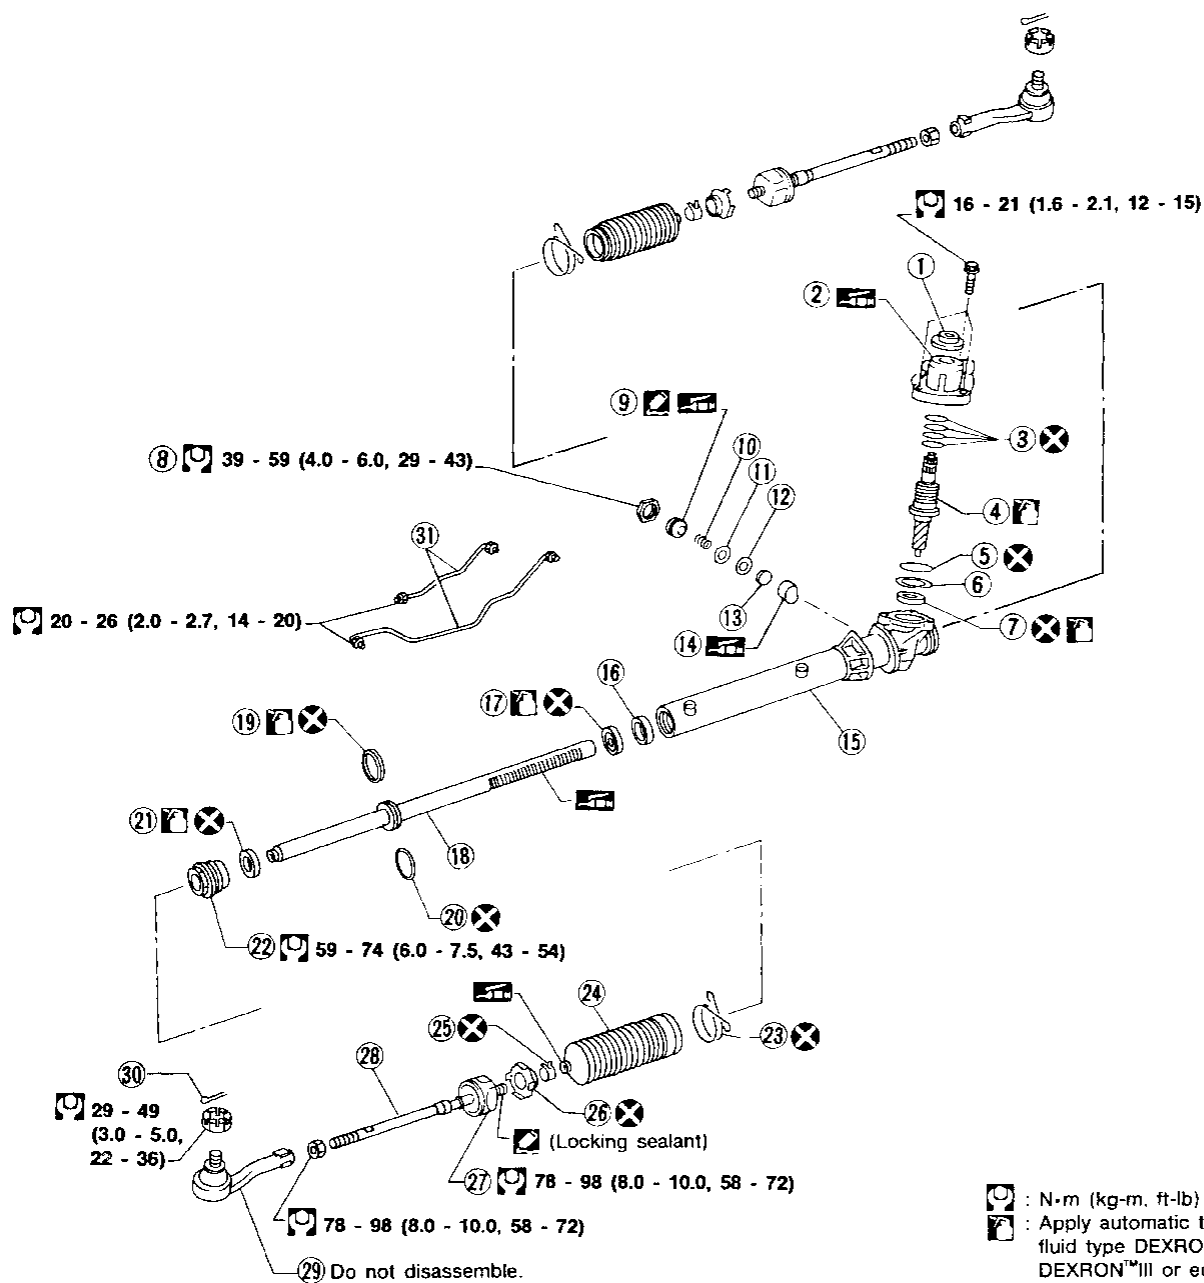 16 - 21 (1.6 - 2.1, 12 - 15)
1
2
3
9
8 39 - 59 (4.0 - 6.0, 29 - 43)
10
11
12
4
31
5
6
13
20 - 26 (2.0 - 2.7, 14 - 20)
7
14
16
17
15
19
21
18
20
22 59 - 74 (6.0 - 7.5, 43 - 54)
24
25
23
28
30
26
29 - 49
(3.0 - 5.0,
22 - 36)
(Locking sealant)
27 78 - 98 (8.0 - 10.0, 58 - 72)
78 - 98 (8.0 - 10.0, 58 - 72)
29 Do not disassemble.
: N•m (kg-m, ft-lb)
: Apply automatic
fluid type
DEXRON™III or